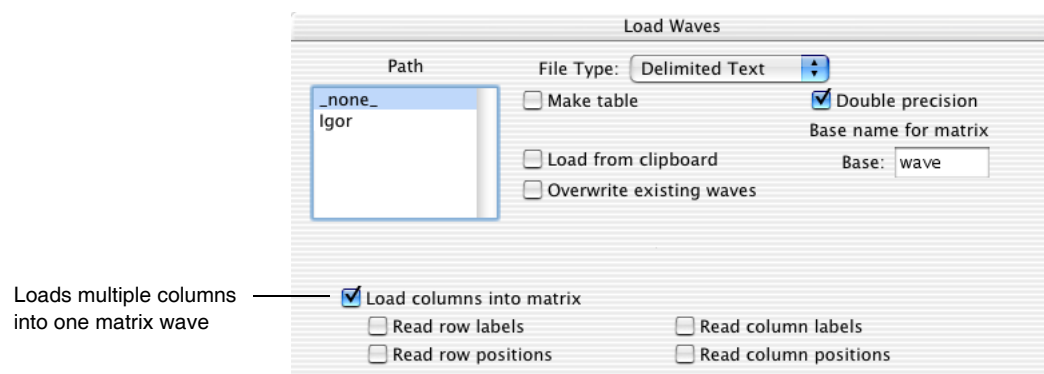 Load Waves
Path
File Type: Delimited Text
_none_
Igor
Make table
Double precision
Base name for matrix
Load from clipboard
Base: wave
Overwrite existing waves
Loads multiple columns
into one matrix wave
Load columns into matrix
Read row labels
Read column labels
Read row positions
Read column positions